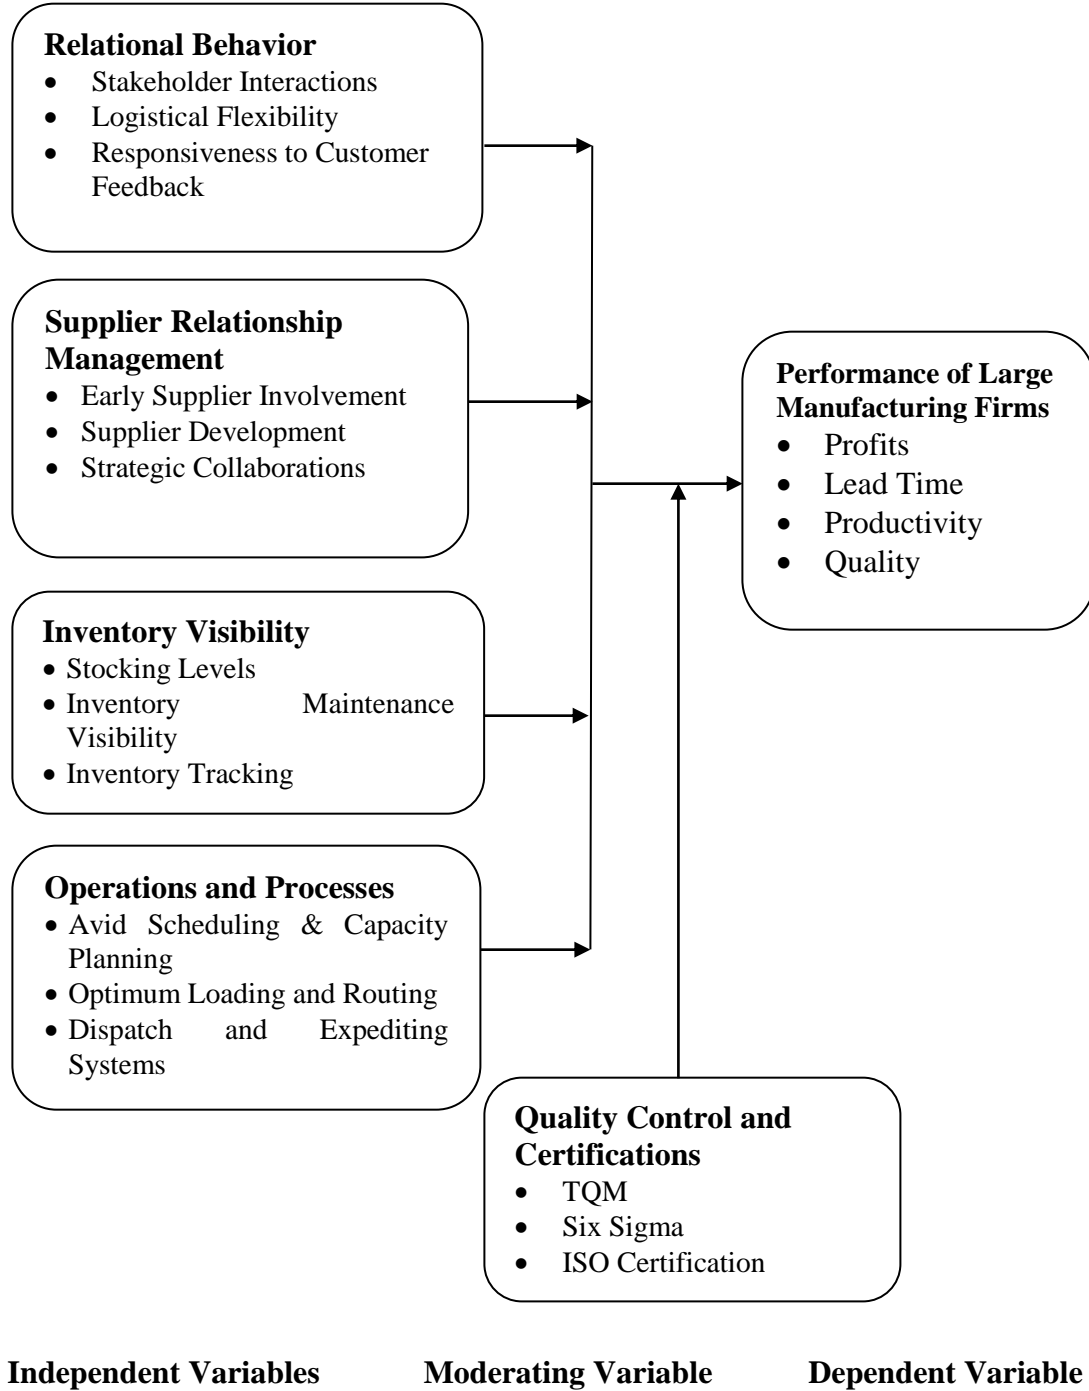 Relational Behavior
• Stakeholder Interactions
• Logistical Flexibility
• Responsiveness to Customer
Feedback
Supplier Relationship
Management
• Early Supplier Involvement
• Supplier Development
• Strategic Collaborations
Inventory Visibility
• Stocking Levels
• Inventory Maintenance
Visibility
• Inventory Tracking
Operations and Processes
• Avid Scheduling & Capacity
Planning
• Optimum Loading and Routing
• Dispatch and Expediting
Systems
Performance of Large
Manufacturing Firms
• Profits
• Lead Time
• Productivity
• Quality
Quality Control and
Certifications
• TQM
• Six Sigma
• ISO Certification
Independent Variables Moderating Variable Dependent Variable